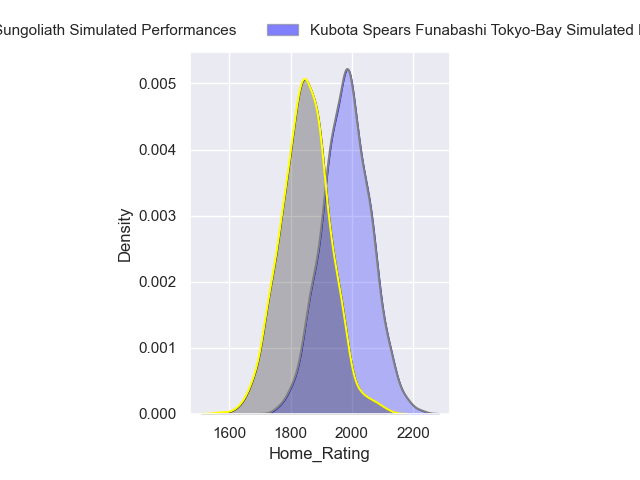 Sungoliath Simulated Performances
Kubota Spears Funabashi Tokyo-Bay Simulated
0.005
0.004
0.003
0.002
0.001
0.000
Density
1600 1800 2000 2200
Home_Rating